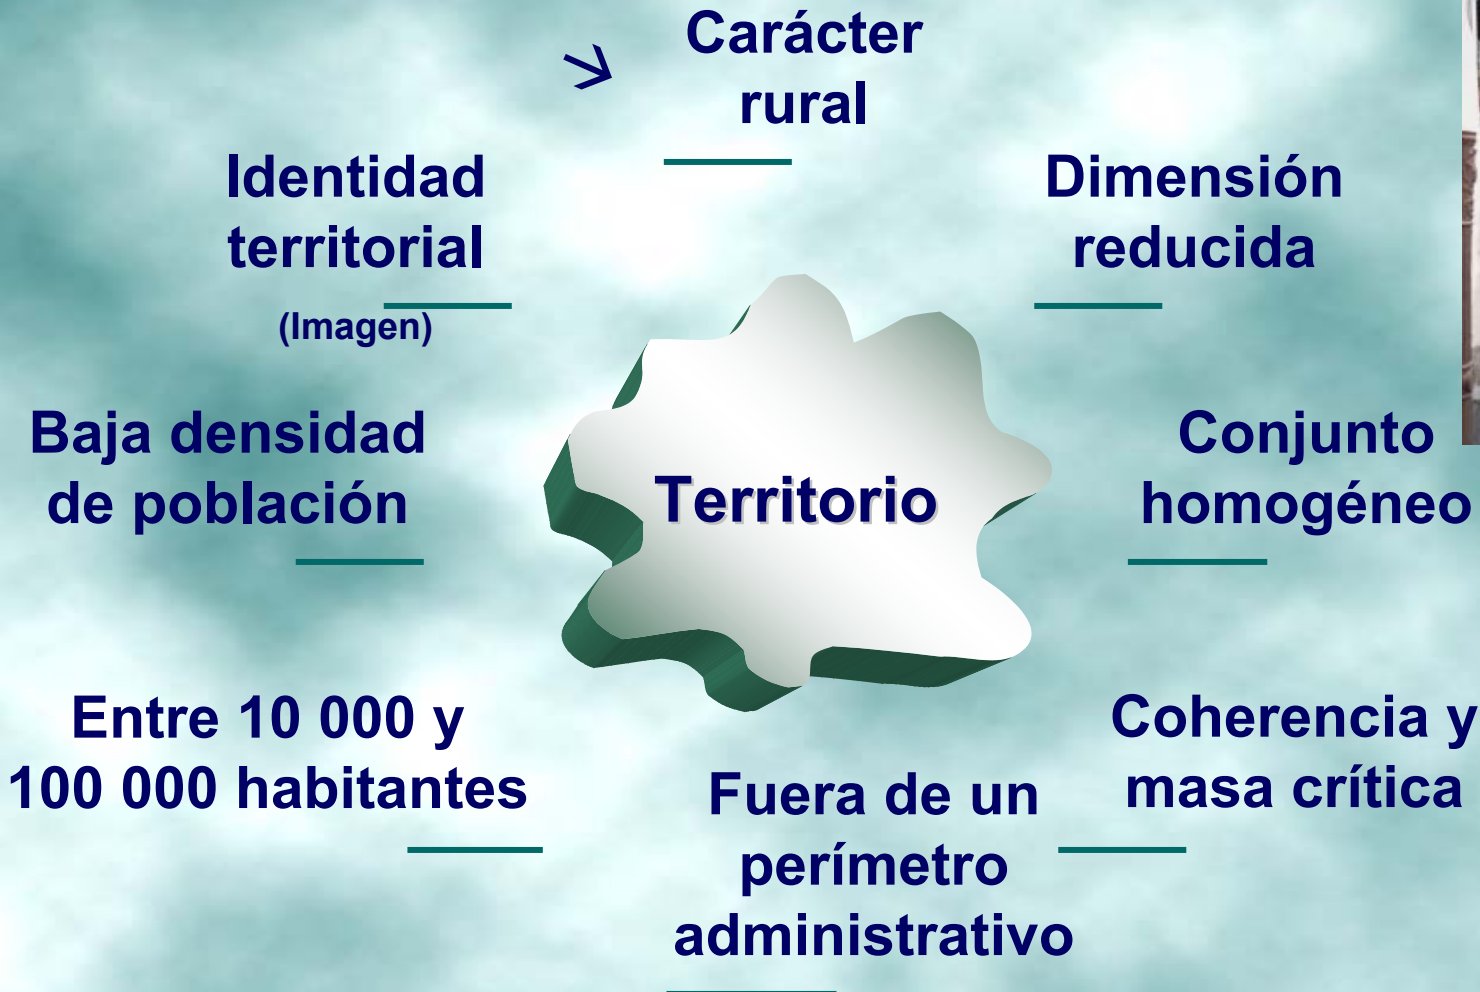 Carácter
rural
Identidad
territorial
(Imagen)
Dimensión
reducida
Baja densidad
de población
Territorio
Conjunto
homogéneo
Entre 10 000 y
100 000 habitantes
Fuera de un
perímetro
administrativo
Coherencia y
masa crítica